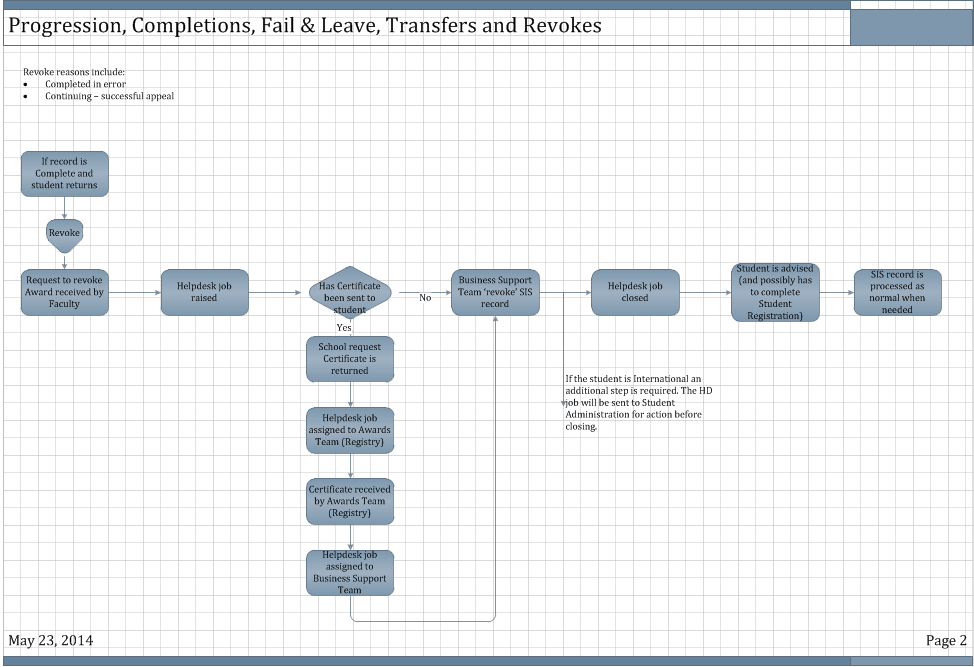 Progression, Completions, Fail & Leave, Transfers and Revokes
Revoke reasons include:
• Completed in error
• Continuing – successful appeal
If record is
Complete and
student returns
Revoke
Request to revoke
Award received by
Faculty
Helpdesk job
raised
Has Certificate
been sent to
student
No
Yes
Business Support
Team ‘revoke’ SIS
record
Helpdesk job
closed
Student is advised
(and possibly has
to complete
Student
Registration)
SIS record is
processed as
normal when
needed
School request
Certificate is
returned
If the student is International an
additional step is required. The HD
job will be sent to Student
Administration for action before
closing.
Helpdesk job
assigned to Awards
Team (Registry)
Certificate received
by Awards Team
(Registry)
Helpdesk job
assigned to
Business Support
Team
May 23, 2014
Page 2